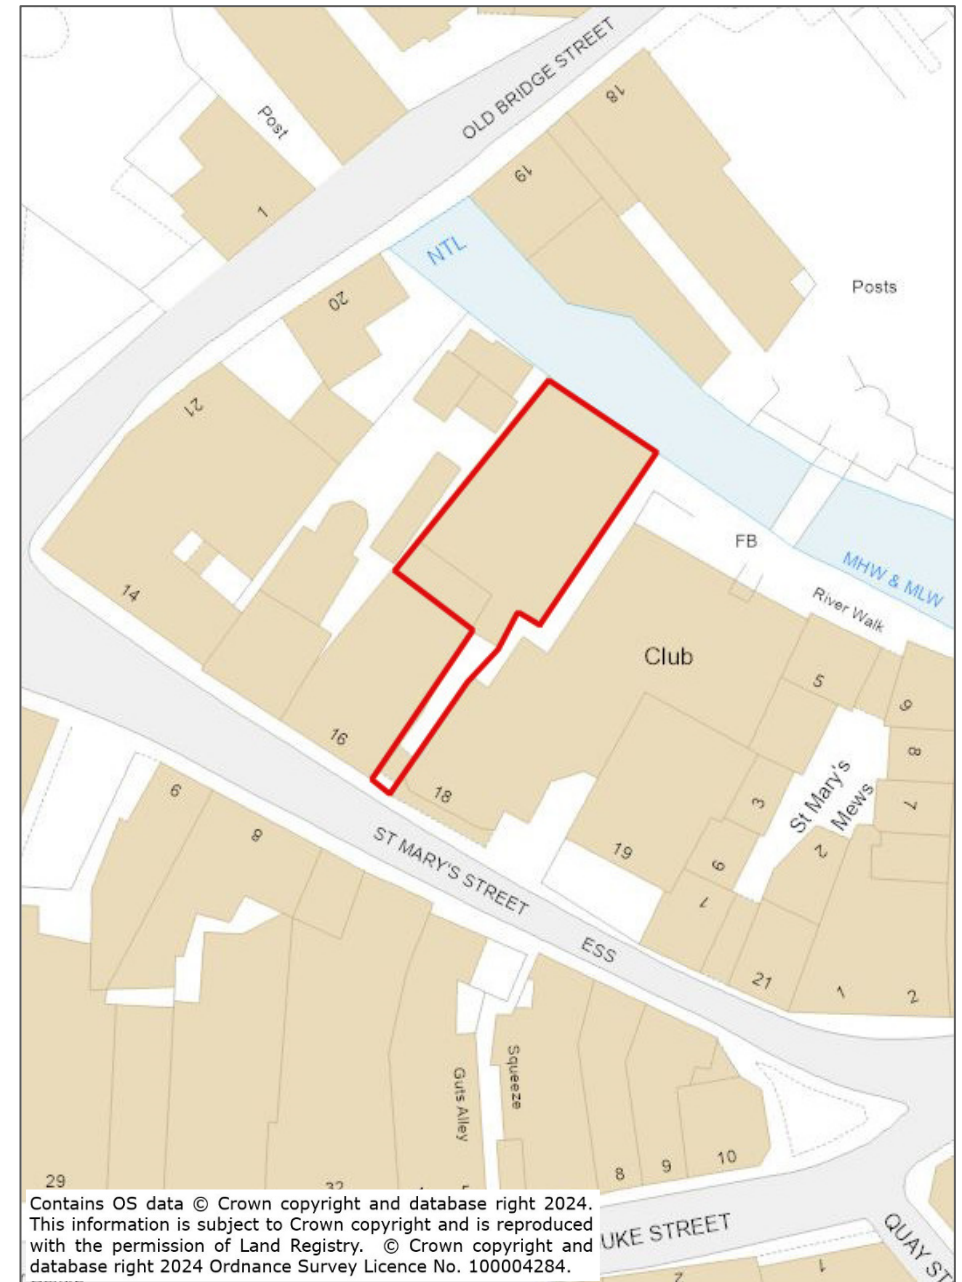 OLD BRIDGE STREET
18
Post
19
1
NTL
20
Posts
21
FB
MHW & MLW
14
River Walk
Club
5
9
8
16
18
St Mary's
Mews
3
7
2
6
8
ST MARY'S STREET
19
6
1
ESS
21
1
2
Guts Alley
Squeeze
8
9
10
29
32
UKE STREET
QUAY ST
2
1
Contains OS data © Crown copyright and database right 2024.
This information is subject to Crown copyright and is reproduced
with the permission of Land Registry. © Crown copyright and
database right 2024 Ordnance Survey Licence No. 100004284.